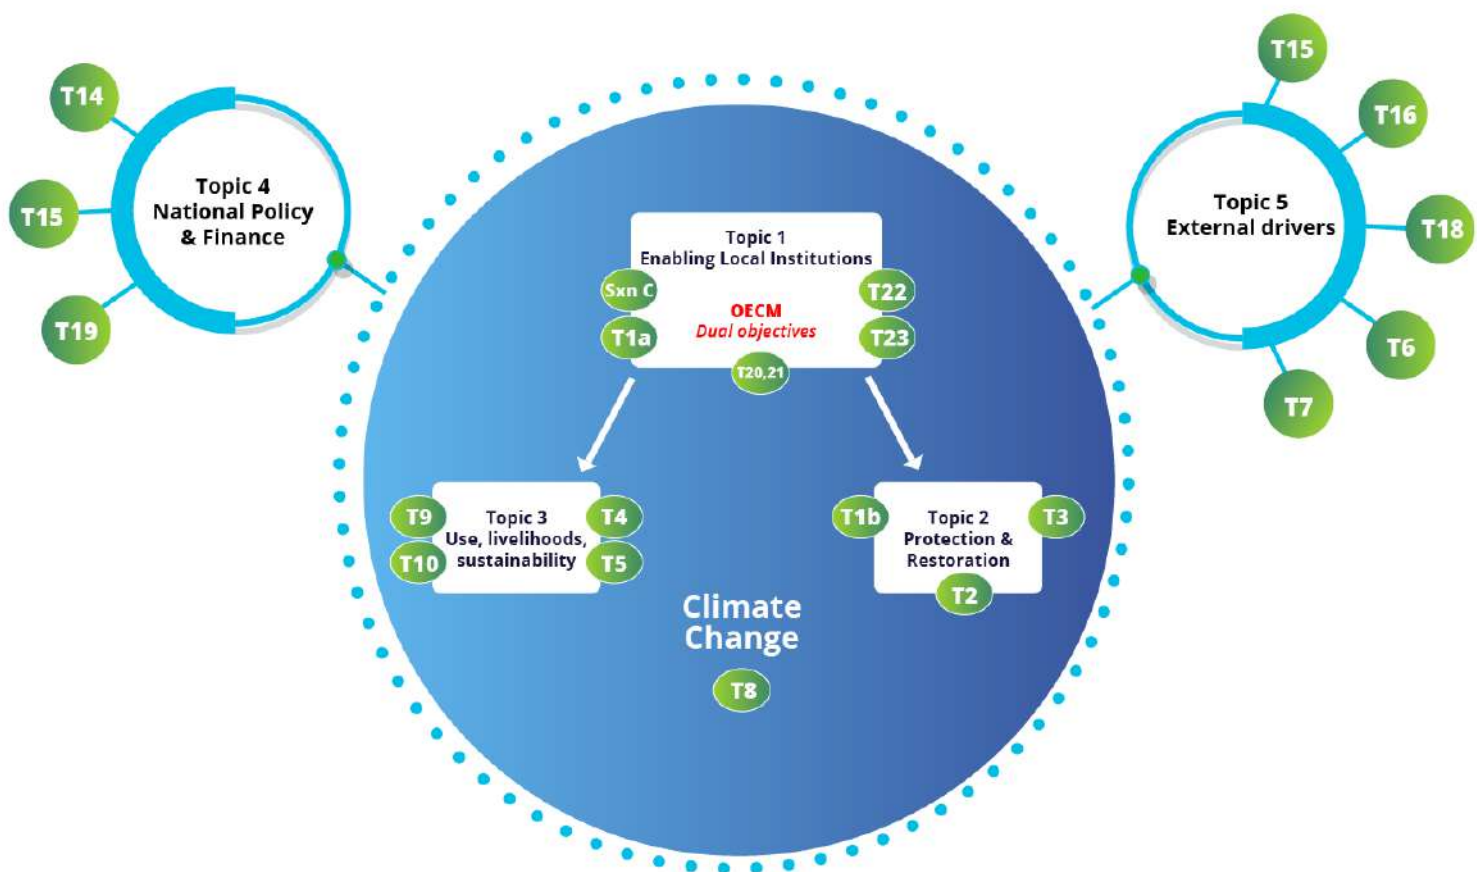 T14
T15
T19
Topic 4
National Policy
& Finance
Topic 1
Enabling Local Institutions
Sxn C
T1a
OECM
Dual objectives
T22
T23
T20,21
T9
T10
Topic 3
Use, livelihoods,
sustainability
T4
T5
T1b
Topic 2
Protection &
Restoration
T3
T2
Climate
Change
T8
Topic 5
External drivers
T15
T16
T18
T6
T7